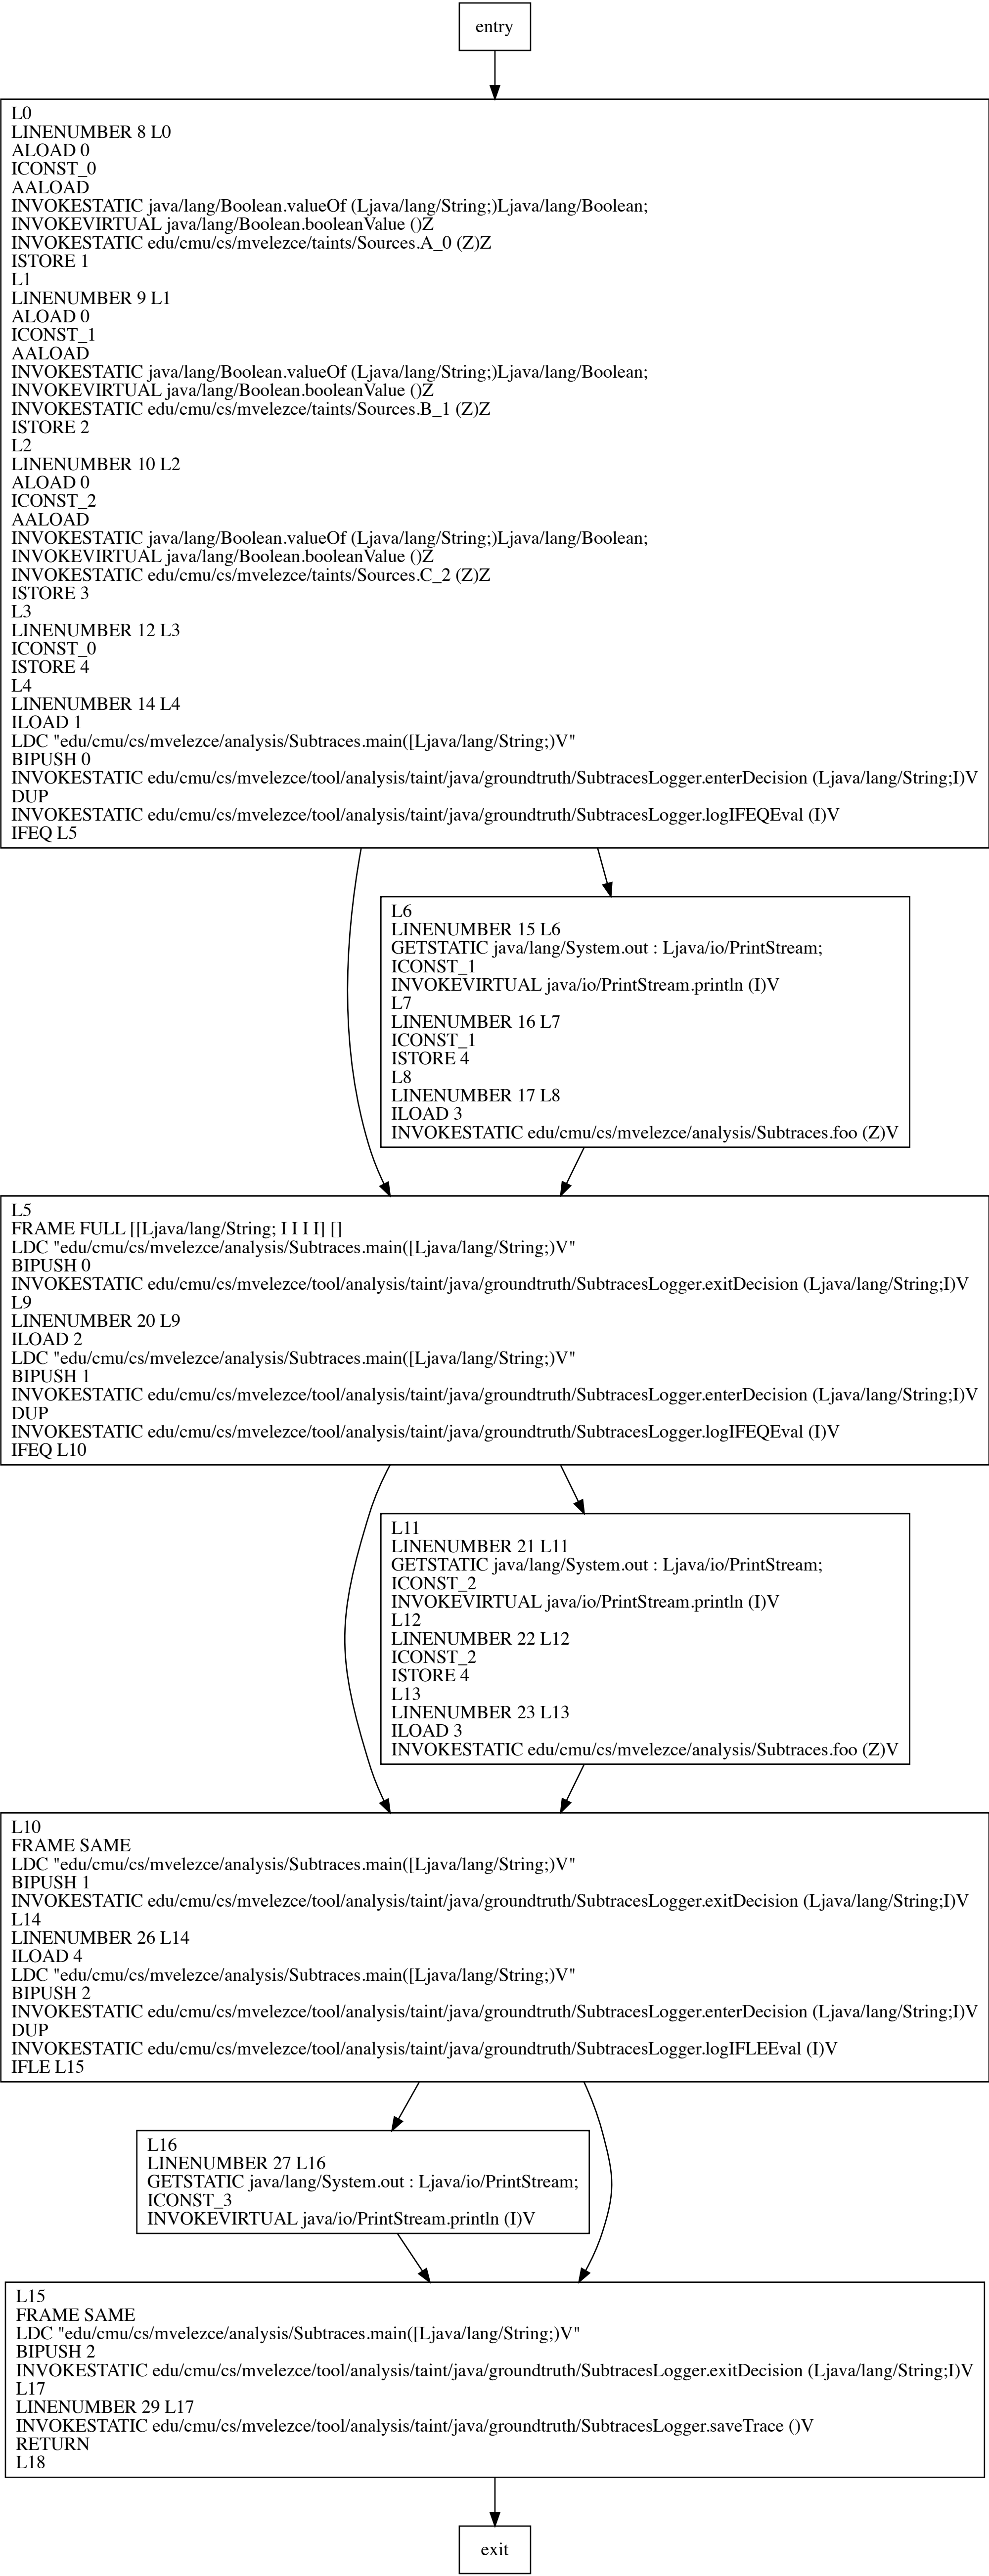 entry
L0
LINENUMBER 8 L0
ALOAD 0
ICONST_0
AALOAD
INVOKESTATIC java/lang/Boolean.valueOf (Ljava/lang/String;)Ljava/lang/Boolean;
INVOKEVIRTUAL java/lang/Boolean.booleanValue ()Z
INVOKESTATIC edu/cmu/cs/mvelezce/taints/Sources.A_0 (Z)Z
ISTORE 1
L1
LINENUMBER 9 L1
ALOAD 0
ICONST_1
AALOAD
INVOKESTATIC java/lang/Boolean.valueOf (Ljava/lang/String;)Ljava/lang/Boolean;
INVOKEVIRTUAL java/lang/Boolean.booleanValue ()Z
INVOKESTATIC edu/cmu/cs/mvelezce/taints/Sources.B_1 (Z)Z
ISTORE 2
L2
LINENUMBER 10 L2
ALOAD 0
ICONST_2
AALOAD
INVOKESTATIC java/lang/Boolean.valueOf (Ljava/lang/String;)Ljava/lang/Boolean;
INVOKEVIRTUAL java/lang/Boolean.booleanValue ()Z
INVOKESTATIC edu/cmu/cs/mvelezce/taints/Sources.C_2 (Z)Z
ISTORE 3
L3
LINENUMBER 12 L3
ICONST_0
ISTORE 4
L4
LINENUMBER 14 L4
ILOAD 1
LDC "edu/cmu/cs/mvelezce/analysis/Subtraces.main([Ljava/lang/String;)V"
BIPUSH 0
INVOKESTATIC edu/cmu/cs/mvelezce/tool/analysis/taint/java/groundtruth/SubtracesLogger.enterDecision (Ljava/lang/String;I)V
DUP
INVOKESTATIC edu/cmu/cs/mvelezce/tool/analysis/taint/java/groundtruth/SubtracesLogger.logIFEQEval (I)V
IFEQ L5
L6
LINENUMBER 15 L6
GETSTATIC java/lang/System.out : Ljava/io/PrintStream;
ICONST_1
INVOKEVIRTUAL java/io/PrintStream.println (I)V
L7
LINENUMBER 16 L7
ICONST_1
ISTORE 4
L8
LINENUMBER 17 L8
ILOAD 3
INVOKESTATIC edu/cmu/cs/mvelezce/analysis/Subtraces.foo (Z)V
L5
FRAME FULL [[Ljava/lang/String; I I I I] []
LDC "edu/cmu/cs/mvelezce/analysis/Subtraces.main([Ljava/lang/String;)V"
BIPUSH 0
INVOKESTATIC edu/cmu/cs/mvelezce/tool/analysis/taint/java/groundtruth/SubtracesLogger.exitDecision (Ljava/lang/String;I)V
L9
LINENUMBER 20 L9
ILOAD 2
LDC "edu/cmu/cs/mvelezce/analysis/Subtraces.main([Ljava/lang/String;)V"
BIPUSH 1
INVOKESTATIC edu/cmu/cs/mvelezce/tool/analysis/taint/java/groundtruth/SubtracesLogger.enterDecision (Ljava/lang/String;I)V
DUP
INVOKESTATIC edu/cmu/cs/mvelezce/tool/analysis/taint/java/groundtruth/SubtracesLogger.logIFEQEval (I)V
IFEQ L10
L11
LINENUMBER 21 L11
GETSTATIC java/lang/System.out : Ljava/io/PrintStream;
ICONST_2
INVOKEVIRTUAL java/io/PrintStream.println (I)V
L12
LINENUMBER 22 L12
ICONST_2
ISTORE 4
L13
LINENUMBER 23 L13
ILOAD 3
INVOKESTATIC edu/cmu/cs/mvelezce/analysis/Subtraces.foo (Z)V
L10
FRAME SAME
LDC "edu/cmu/cs/mvelezce/analysis/Subtraces.main([Ljava/lang/String;)V"
BIPUSH 1
INVOKESTATIC edu/cmu/cs/mvelezce/tool/analysis/taint/java/groundtruth/SubtracesLogger.exitDecision (Ljava/lang/String;I)V
L14
LINENUMBER 26 L14
ILOAD 4
LDC "edu/cmu/cs/mvelezce/analysis/Subtraces.main([Ljava/lang/String;)V"
BIPUSH 2
INVOKESTATIC edu/cmu/cs/mvelezce/tool/analysis/taint/java/groundtruth/SubtracesLogger.enterDecision (Ljava/lang/String;I)V
DUP
INVOKESTATIC edu/cmu/cs/mvelezce/tool/analysis/taint/java/groundtruth/SubtracesLogger.logIFLEEval (I)V
IFLE L15
L16
LINENUMBER 27 L16
GETSTATIC java/lang/System.out : Ljava/io/PrintStream;
ICONST_3
INVOKEVIRTUAL java/io/PrintStream.println (I)V
L15
FRAME SAME
LDC "edu/cmu/cs/mvelezce/analysis/Subtraces.main([Ljava/lang/String;)V"
BIPUSH 2
INVOKESTATIC edu/cmu/cs/mvelezce/tool/analysis/taint/java/groundtruth/SubtracesLogger.exitDecision (Ljava/lang/String;I)V
L17
LINENUMBER 29 L17
INVOKESTATIC edu/cmu/cs/mvelezce/tool/analysis/taint/java/groundtruth/SubtracesLogger.saveTrace ()V
RETURN
L18
exit